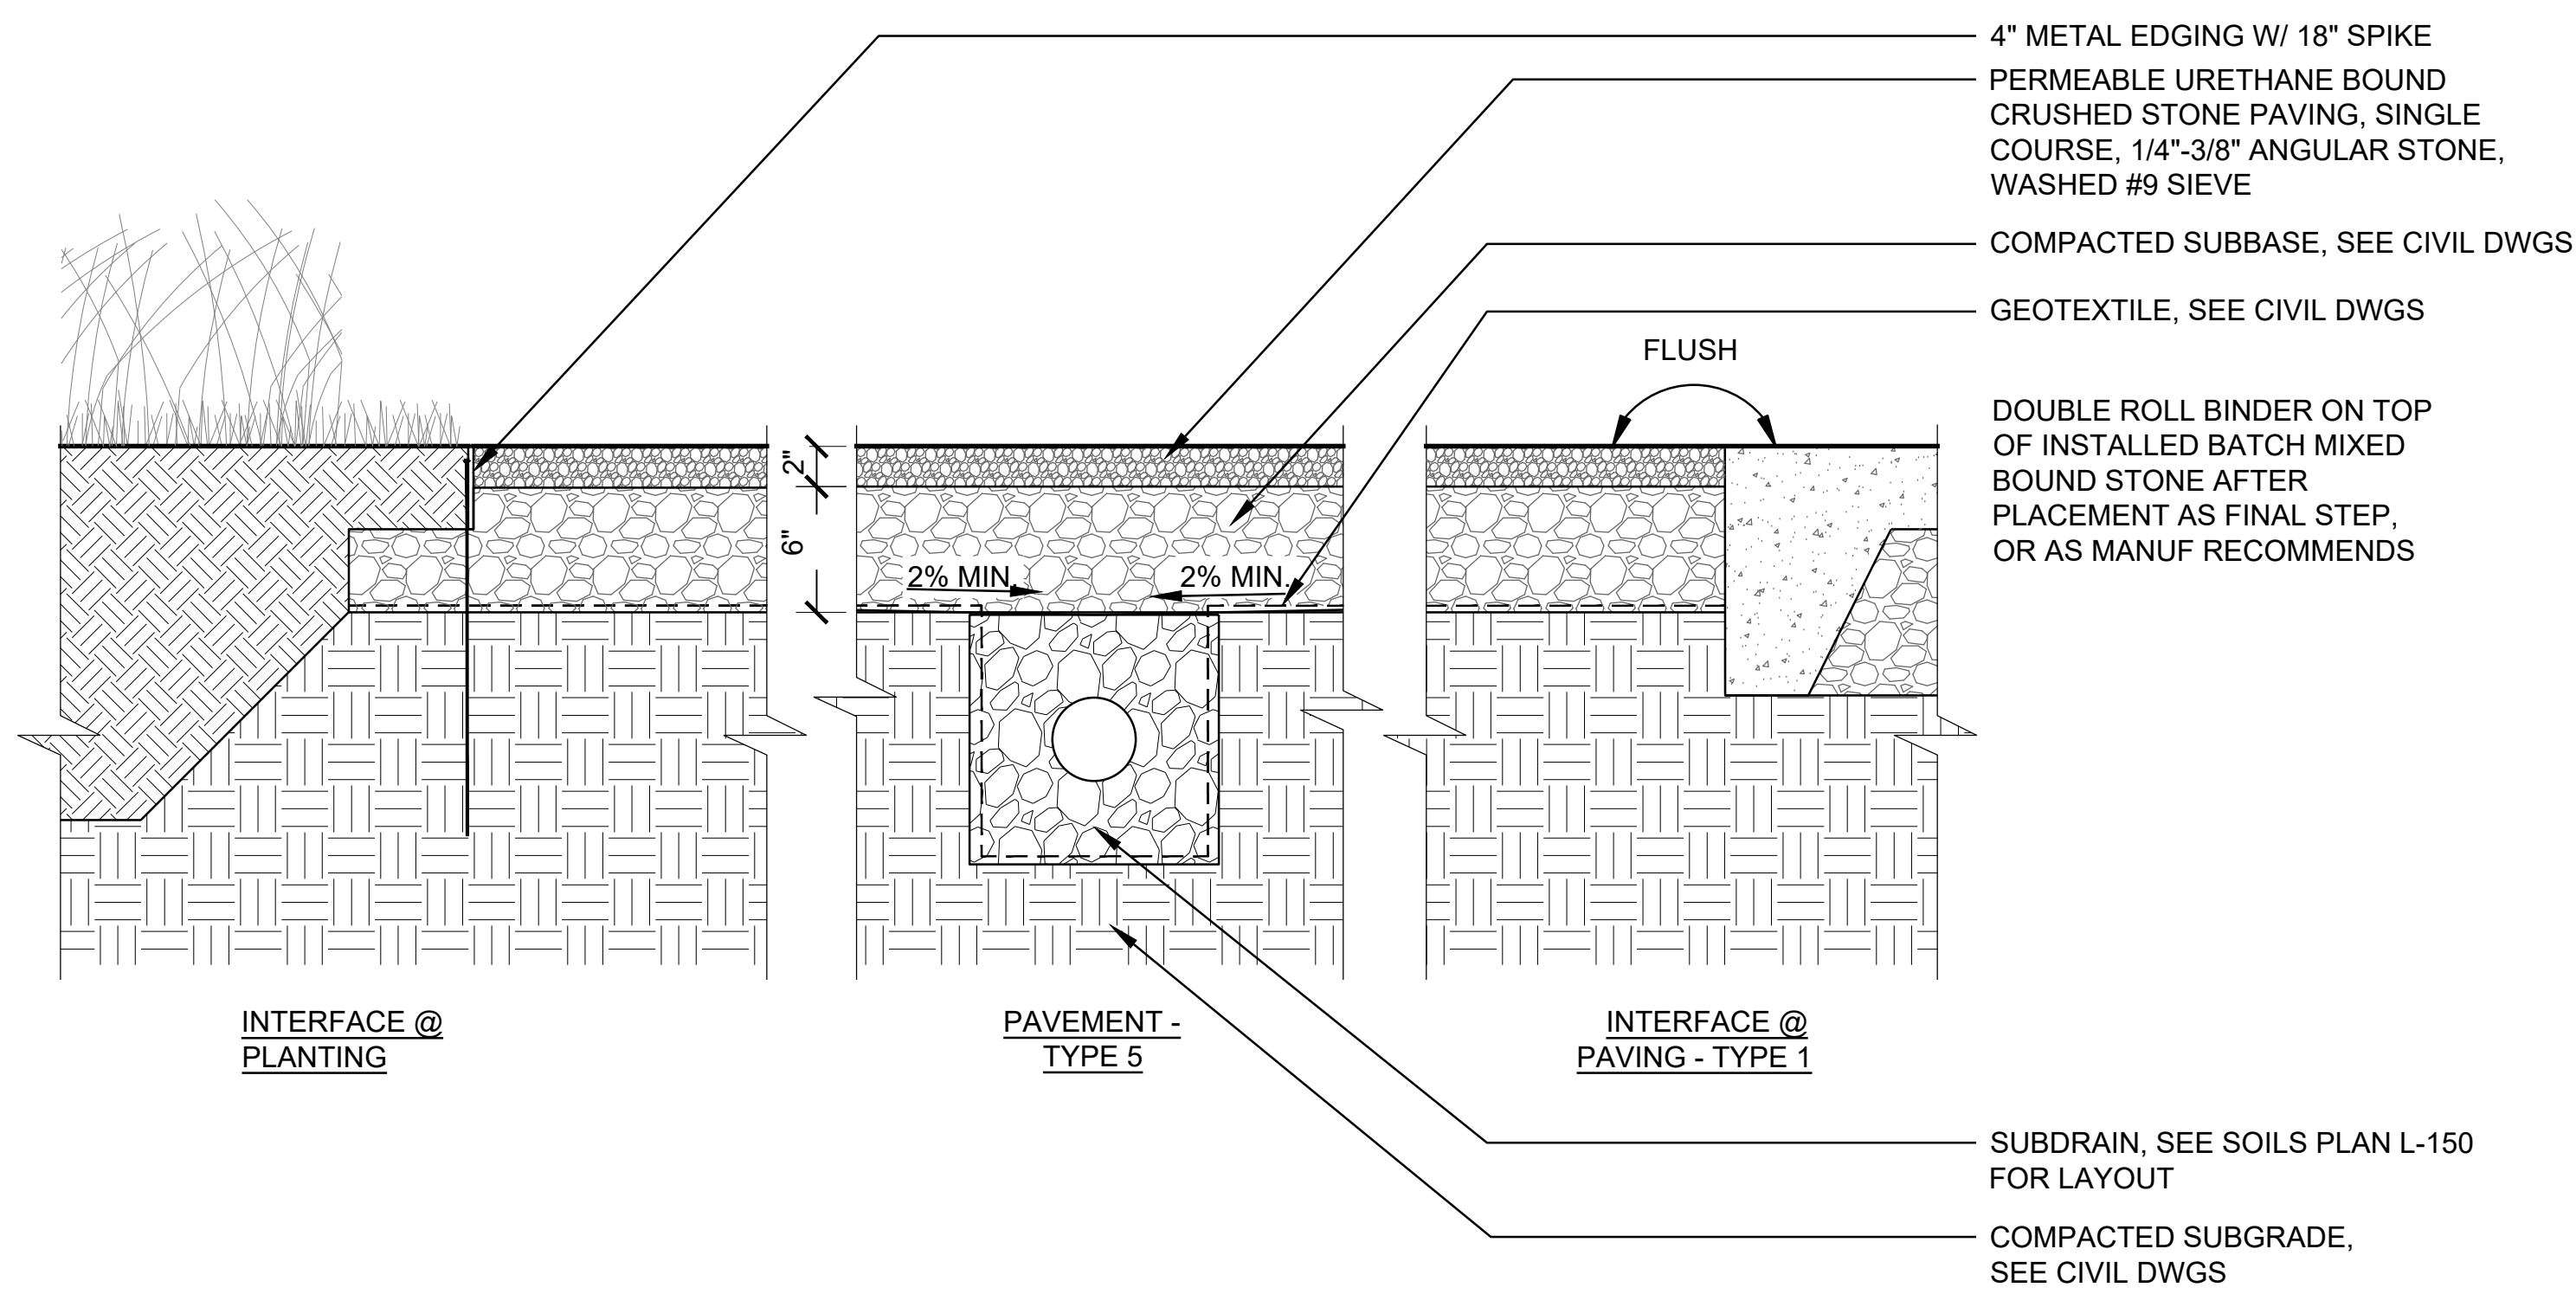 4" METAL EDGING W/ 18" SPIKE
PERMEABLE URETHANE BOUND
CRUSHED STONE PAVING, SINGLE
COURSE, 1/4"-3/8" ANGULAR STONE,
WASHED #9 SIEVE
COMPACTED SUBBASE, SEE CIVIL DWGS
GEOTEXTILE, SEE CIVIL DWGS
FLUSH
DOUBLE ROLL BINDER ON TOP
OF INSTALLED BATCH MIXED
BOUND STONE AFTER
PLACEMENT AS FINAL STEP,
OR AS MANUF RECOMMENDS
2"
6"
2% MIN.
2% MIN.
INTERFACE @
PLANTING
PAVEMENT -
TYPE 5
INTERFACE @
PAVING - TYPE 1
SUBDRAIN, SEE SOILS PLAN L-150
FOR LAYOUT
COMPACTED SUBGRADE,
SEE CIVIL DWGS